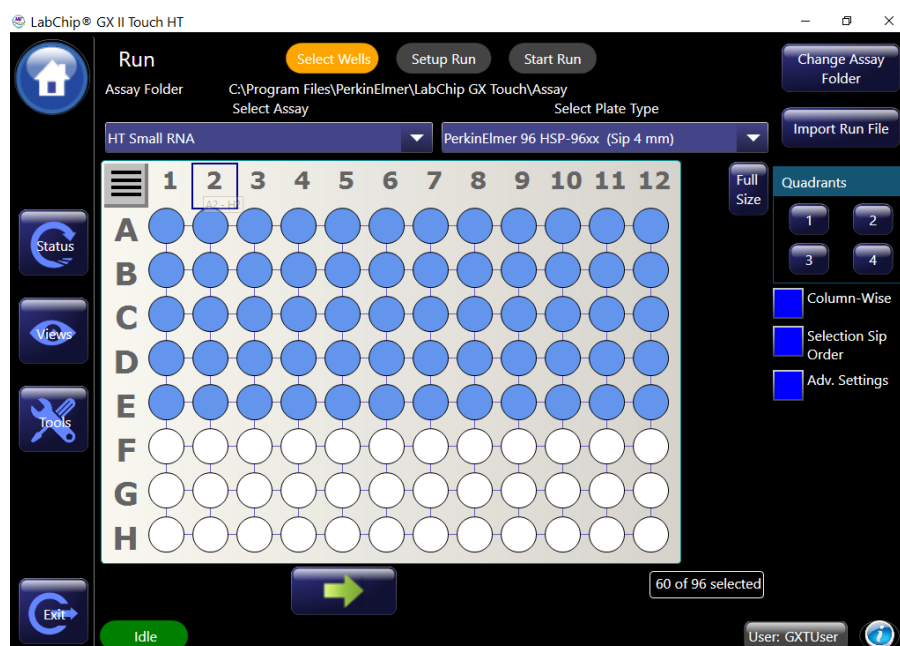 LabChip® GX II Touch HT
Run
Select Wells
Setup Run
Start Run
Change Assay
Folder
Assay Folder
C:\Program Files\PerkinElmer\LabChip GX Touch\Assay
Select Assay
Select Plate Type
Import Run File
HT Small RNA
PerkinElmer 96 HSP-96xx (Sip 4 mm)
1 2 3 4 5 6 7 8 9 10 11 12
A2 - H2
Full
Size
Quadrants
1 2
3 4
A
B
C
D
E
F
G
H
Status
Views
Tools
Column-Wise
Selection Sip
Order
Adv. Settings
60 of 96 selected
Exit
Idle
User: GXTUser